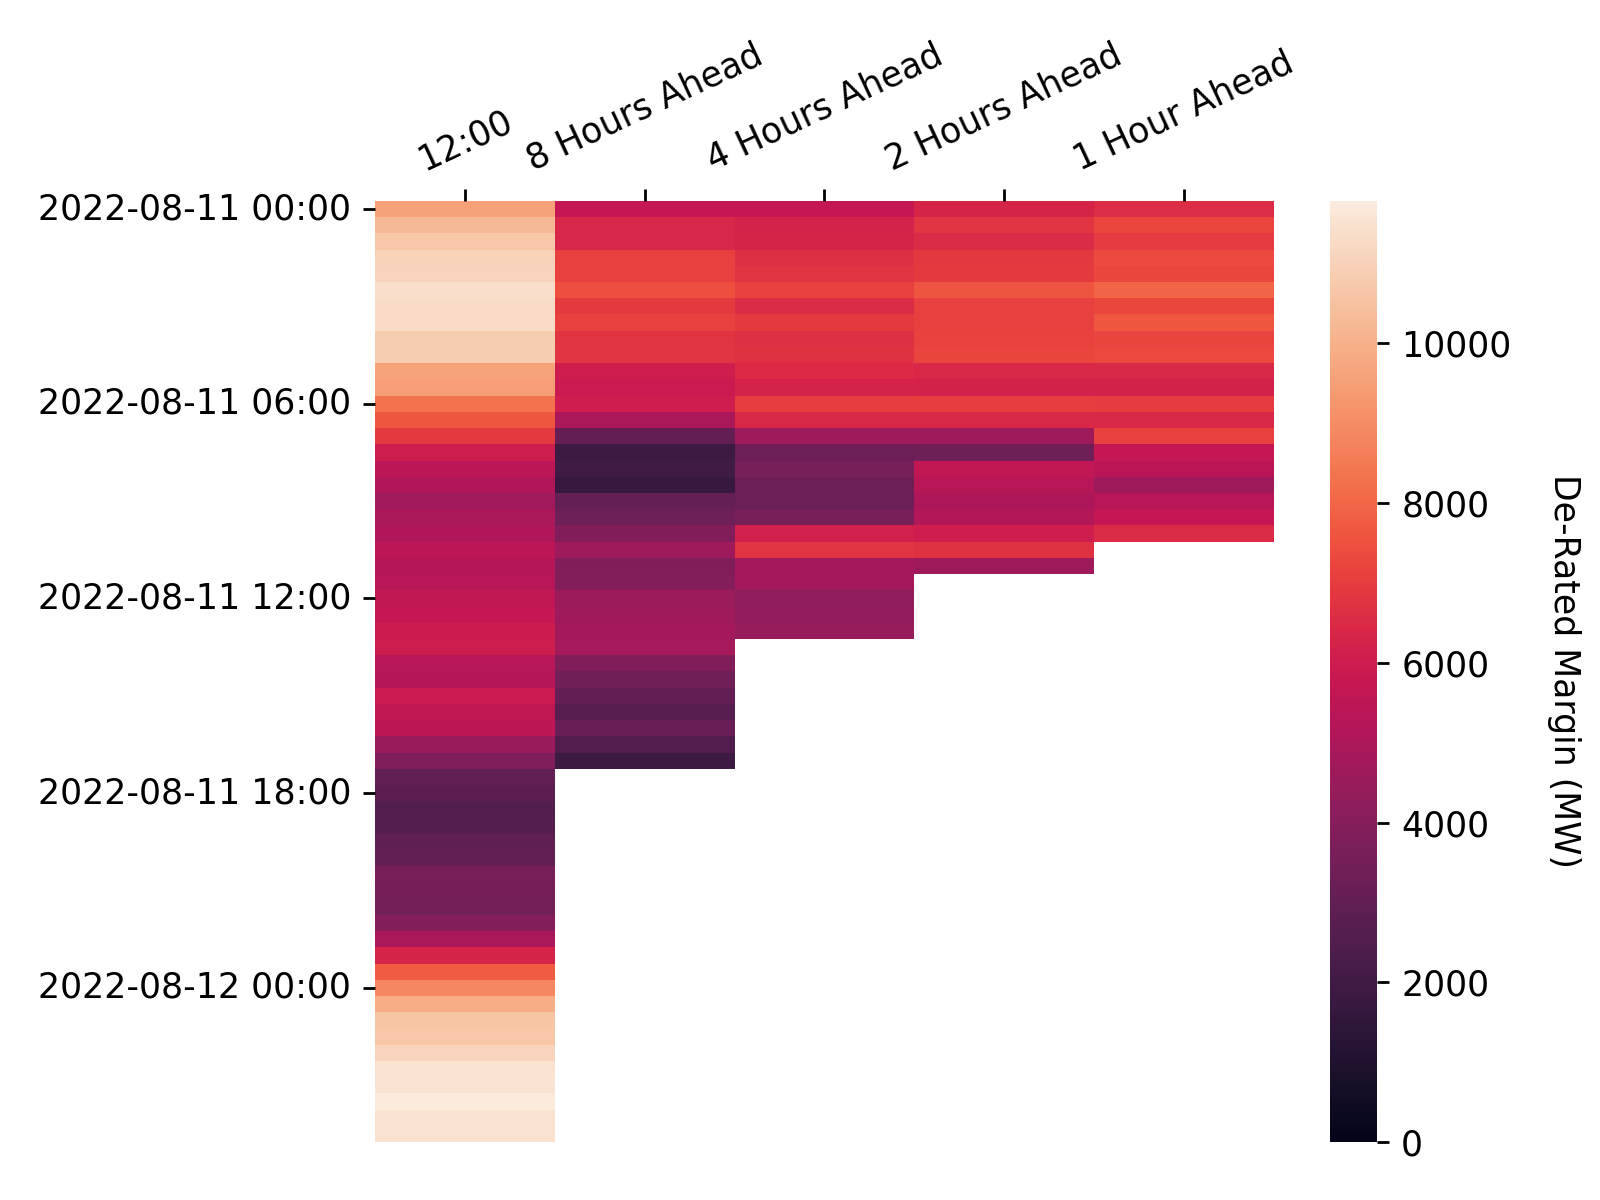 12:00
8 Hours Ahead
4 Hours Ahead
2 Hours Ahead
1 Hour Ahead
2022-08-11 00:00
2022-08-11 06:00
2022-08-11 12:00
2022-08-11 18:00
2022-08-12 00:00
10000
8000
6000
4000
2000
0
De-Rated Margin (MW)